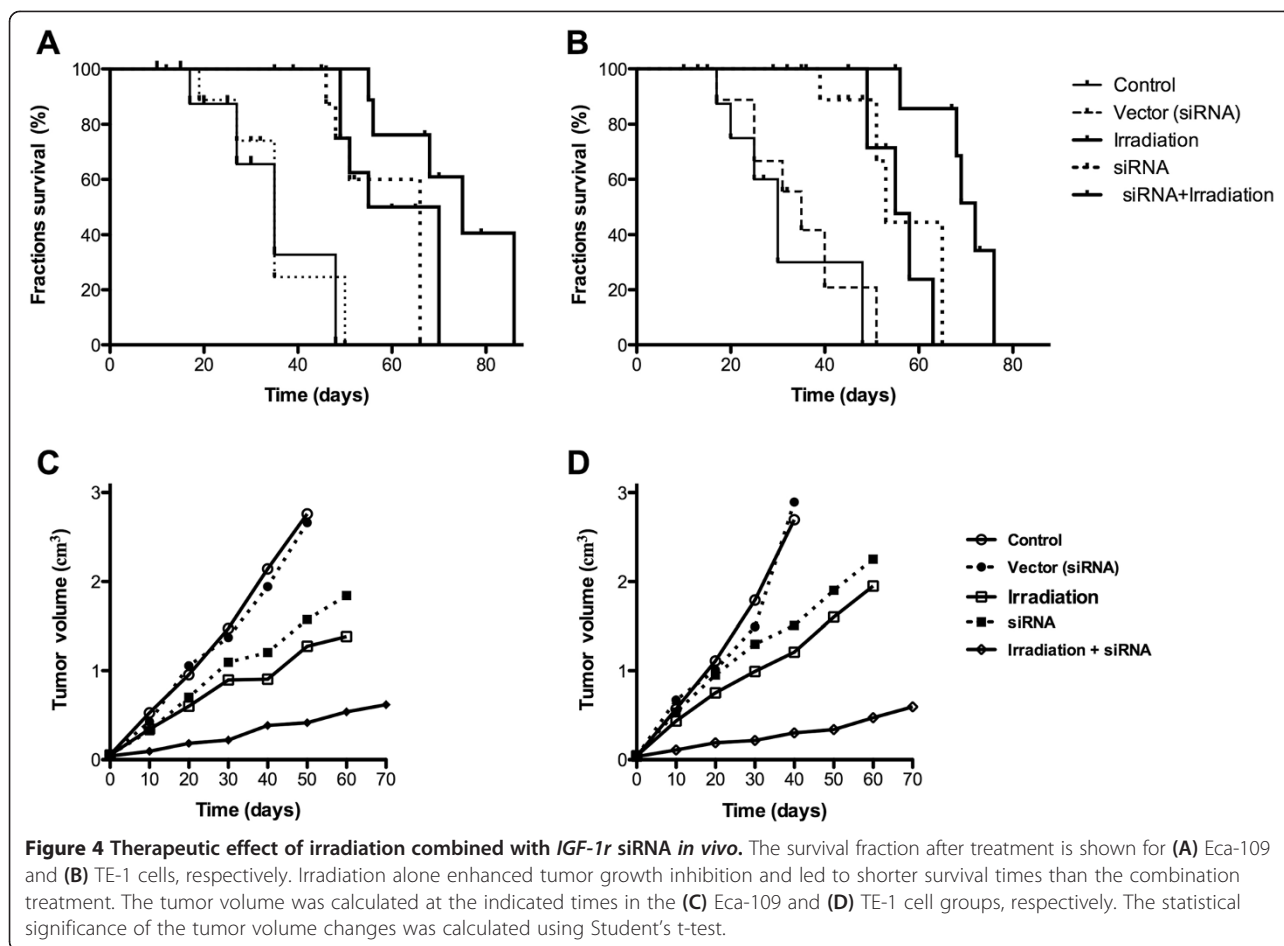 A
Fractions survival (%)
100
80
60
40
20
0
0 20 40 60 80
Time (days)
B
Fractions survival (%)
100
80
60
40
20
0
0 20 40 60 80
Time (days)
Control
Vector (siRNA)
Irradiation
siRNA
siRNA+Irradiation
C
Tumor volume (cm³)
3
2
1
0
0 10 20 30 40 50 60 70
Time (days)
D
Tumor volume (cm³)
3
2
1
0
0 10 20 30 40 50 60 70
Time (days)
Control
Vector (siRNA)
Irradiation
siRNA
Irradiation + siRNA
Figure 4 Therapeutic effect of irradiation combined with IGF-1r siRNA in vivo. The survival fraction after treatment is shown for (A) Eca-109
and (B) TE-1 cells, respectively. Irradiation alone enhanced tumor growth inhibition and led to shorter survival times than the combination
treatment. The tumor volume was calculated at the indicated times in the (C) Eca-109 and (D) TE-1 cell groups, respectively. The statistical
significance of the tumor volume changes was calculated using Student's t-test.